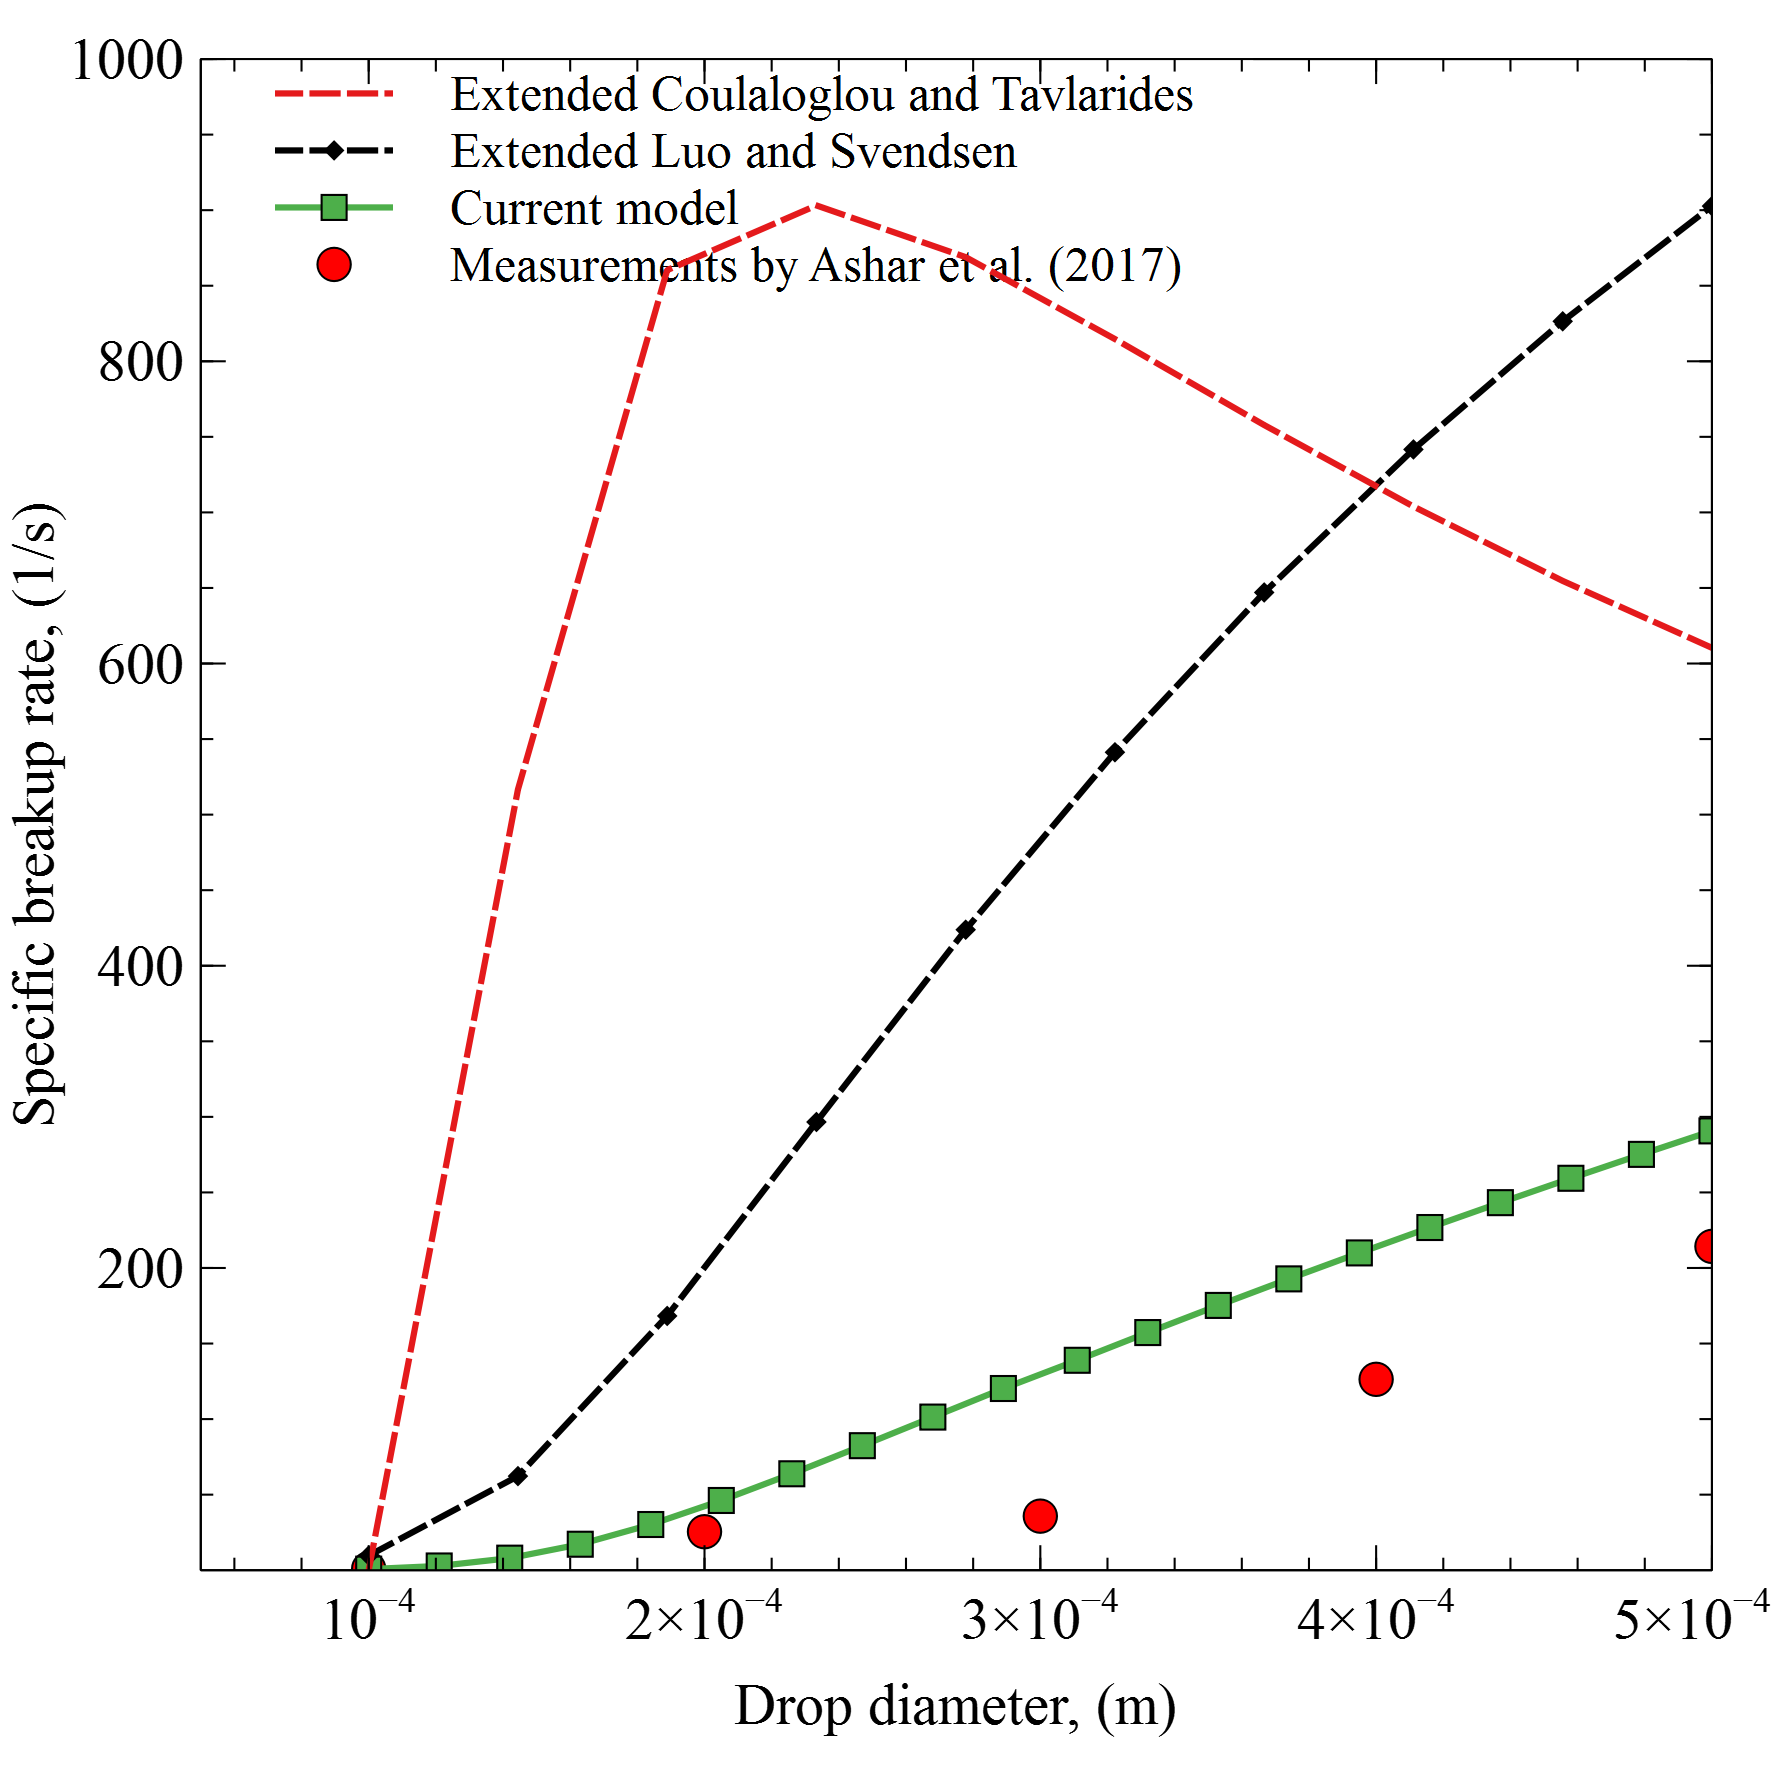 1000
Extended Coulaloglou and Tavlarides
Extended Luo and Svendsen
Current model
Measurements by Ashar et al. (2017)
800
600
400
200
Specific breakup rate, (1/s)
10⁻⁴ 2×10⁻⁴ 3×10⁻⁴ 4×10⁻⁴ 5×10⁻⁴
Drop diameter, (m)